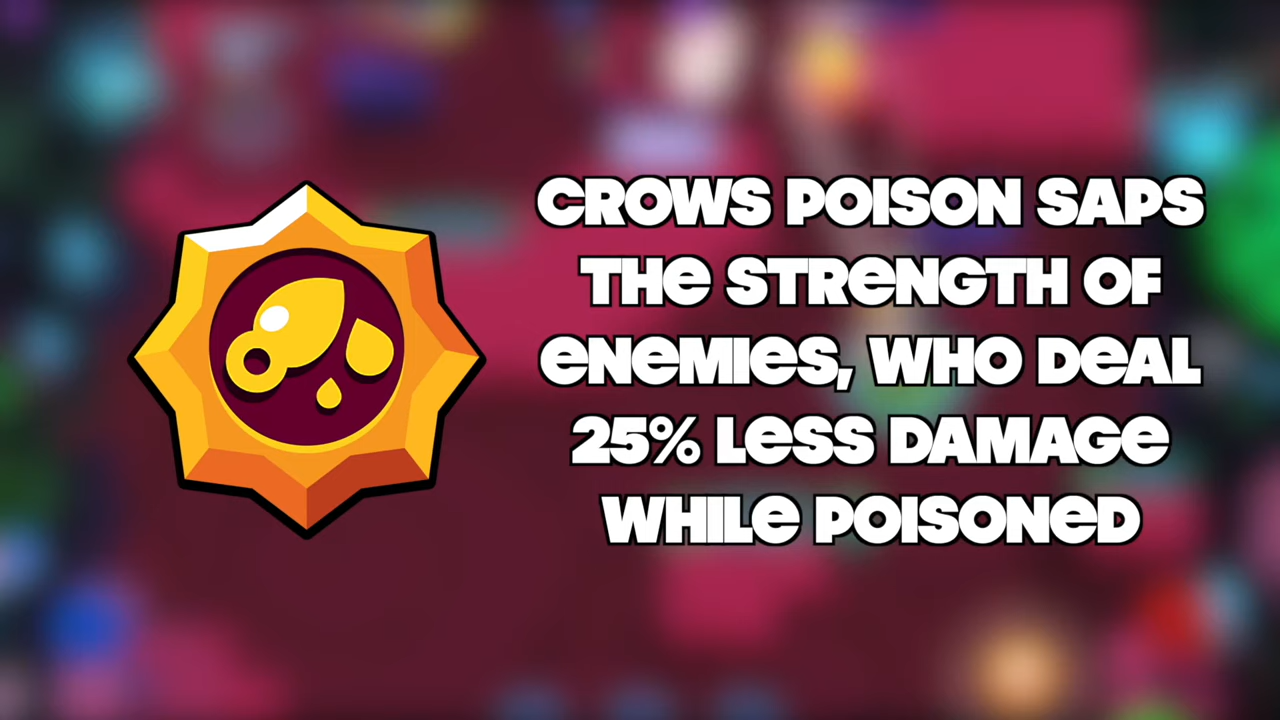 CROWS POISON SAPS
THE STRENGTH OF
ENEMIES, WHO DEAL
25% LESS DAMAGE
WHILE POISONED